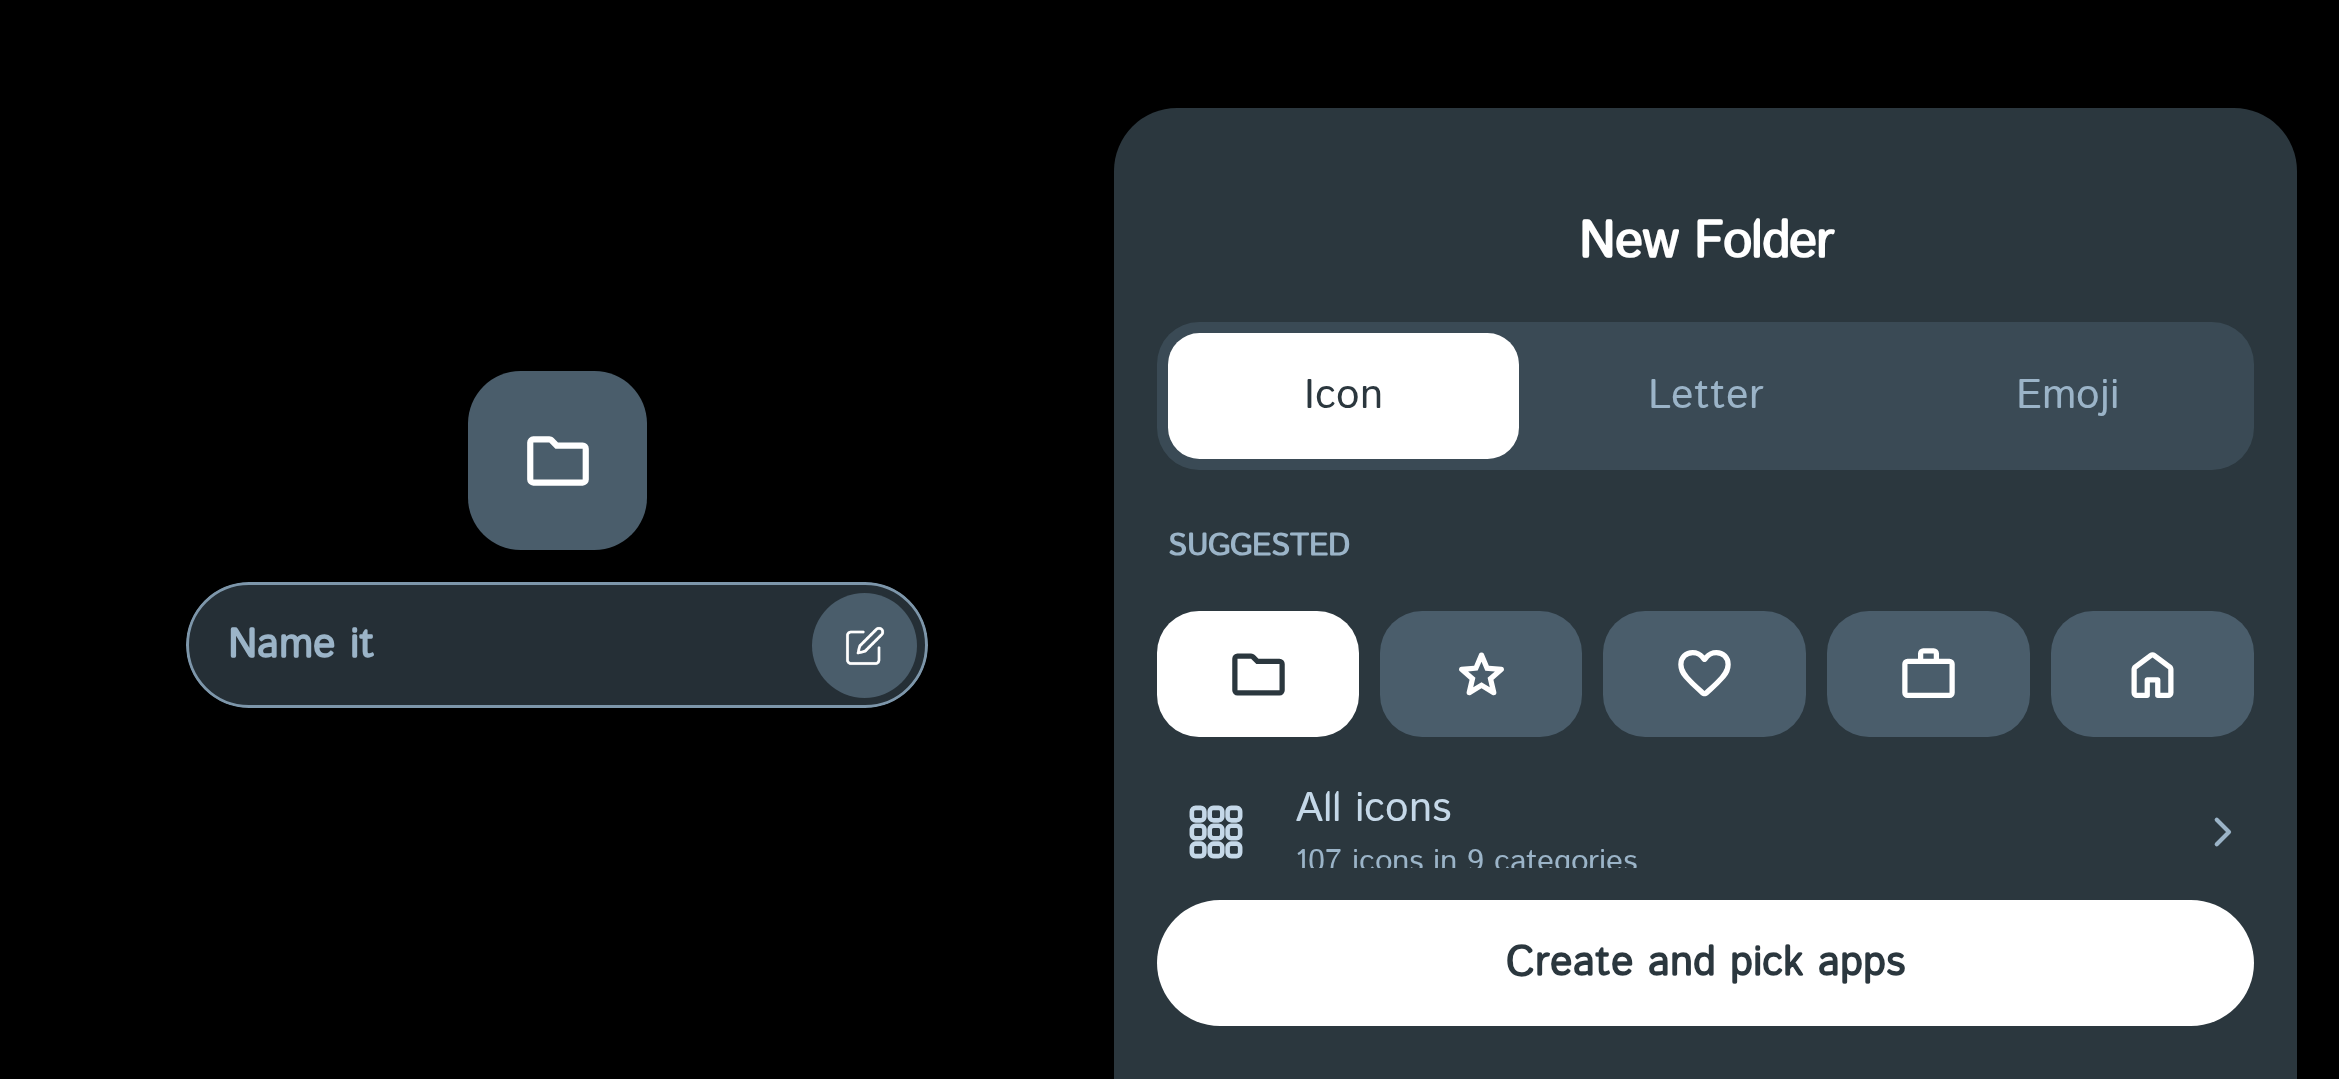 Name it
New Folder
Icon
Letter
Emoji
SUGGESTED
All icons
107 icons in 9 categories
Create and pick apps